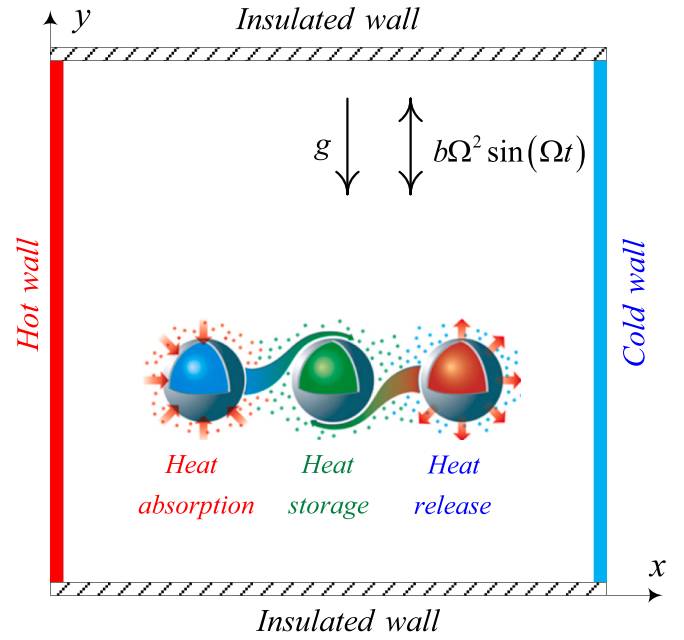 y
Insulated wall
g
bΩ² sin(Ωt)
Hot wall
Cold wall
Heat absorption
Heat storage
Heat release
x
Insulated wall